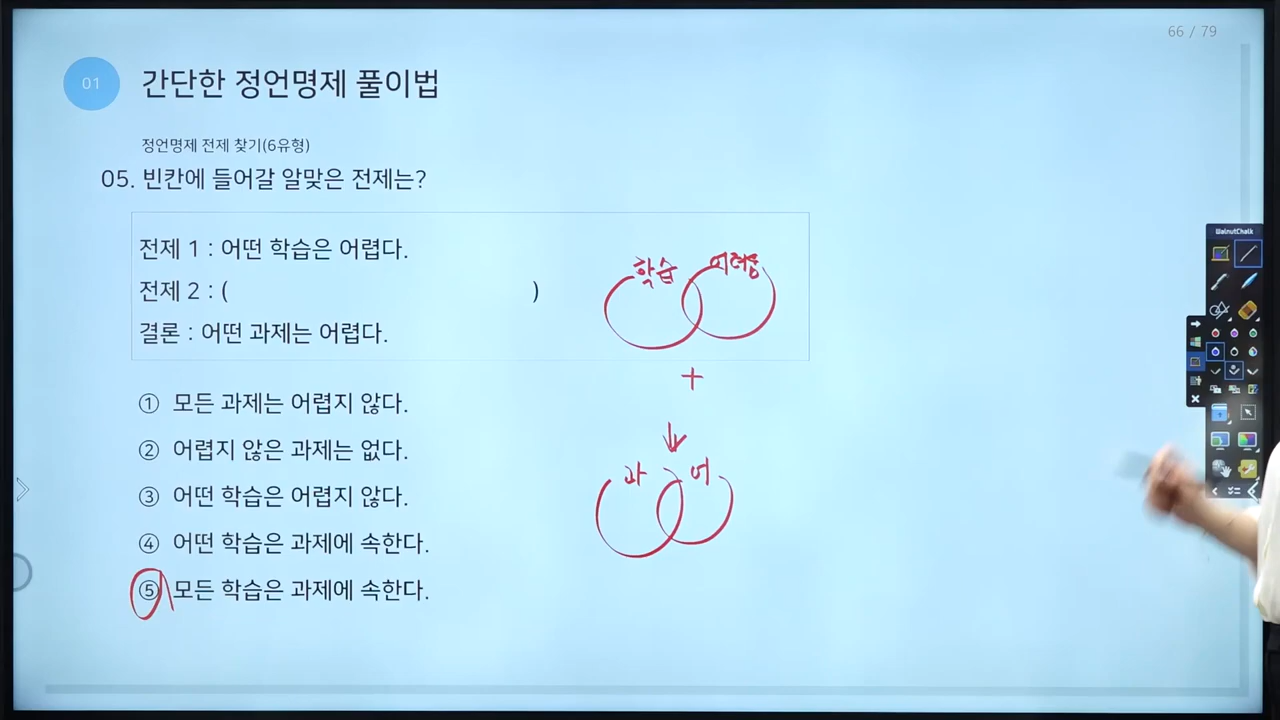 66 / 79
01 간단한 정언명제 풀이법
정언명제 전제 찾기(6유형)
05. 빈칸에 들어갈 알맞은 전제는?
전제 1 : 어떤 학습은 어렵다.
전제 2 : ( )
결론 : 어떤 과제는 어렵다.
학습 어려움
+
과 어
① 모든 과제는 어렵지 않다.
② 어렵지 않은 과제는 없다.
③ 어떤 학습은 어렵지 않다.
④ 어떤 학습은 과제에 속한다.
⑤ 모든 학습은 과제에 속한다.
WalnutChalk